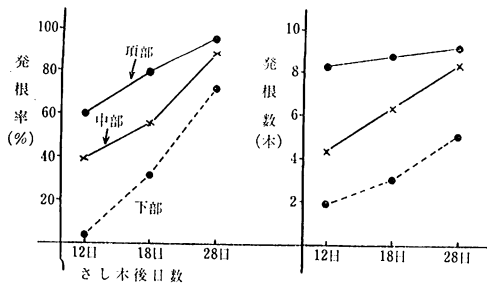 発根率(%)
100
80
60
40
20
頂部
中部
下部
12日
18日
28日
さし木後日数
発根数(本)
10
8
6
4
2
12日
18日
28日